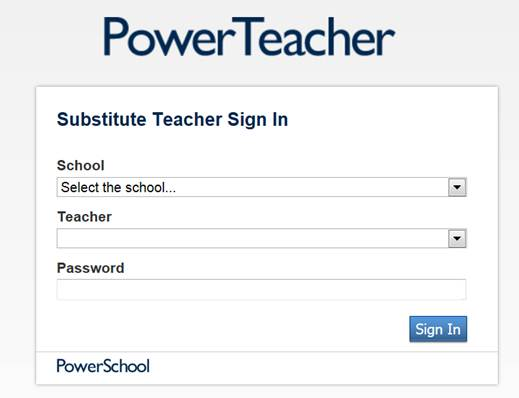 PowerTeacher
Substitute Teacher Sign In
School
Select the school...
Teacher
Password
Sign In
PowerSchool